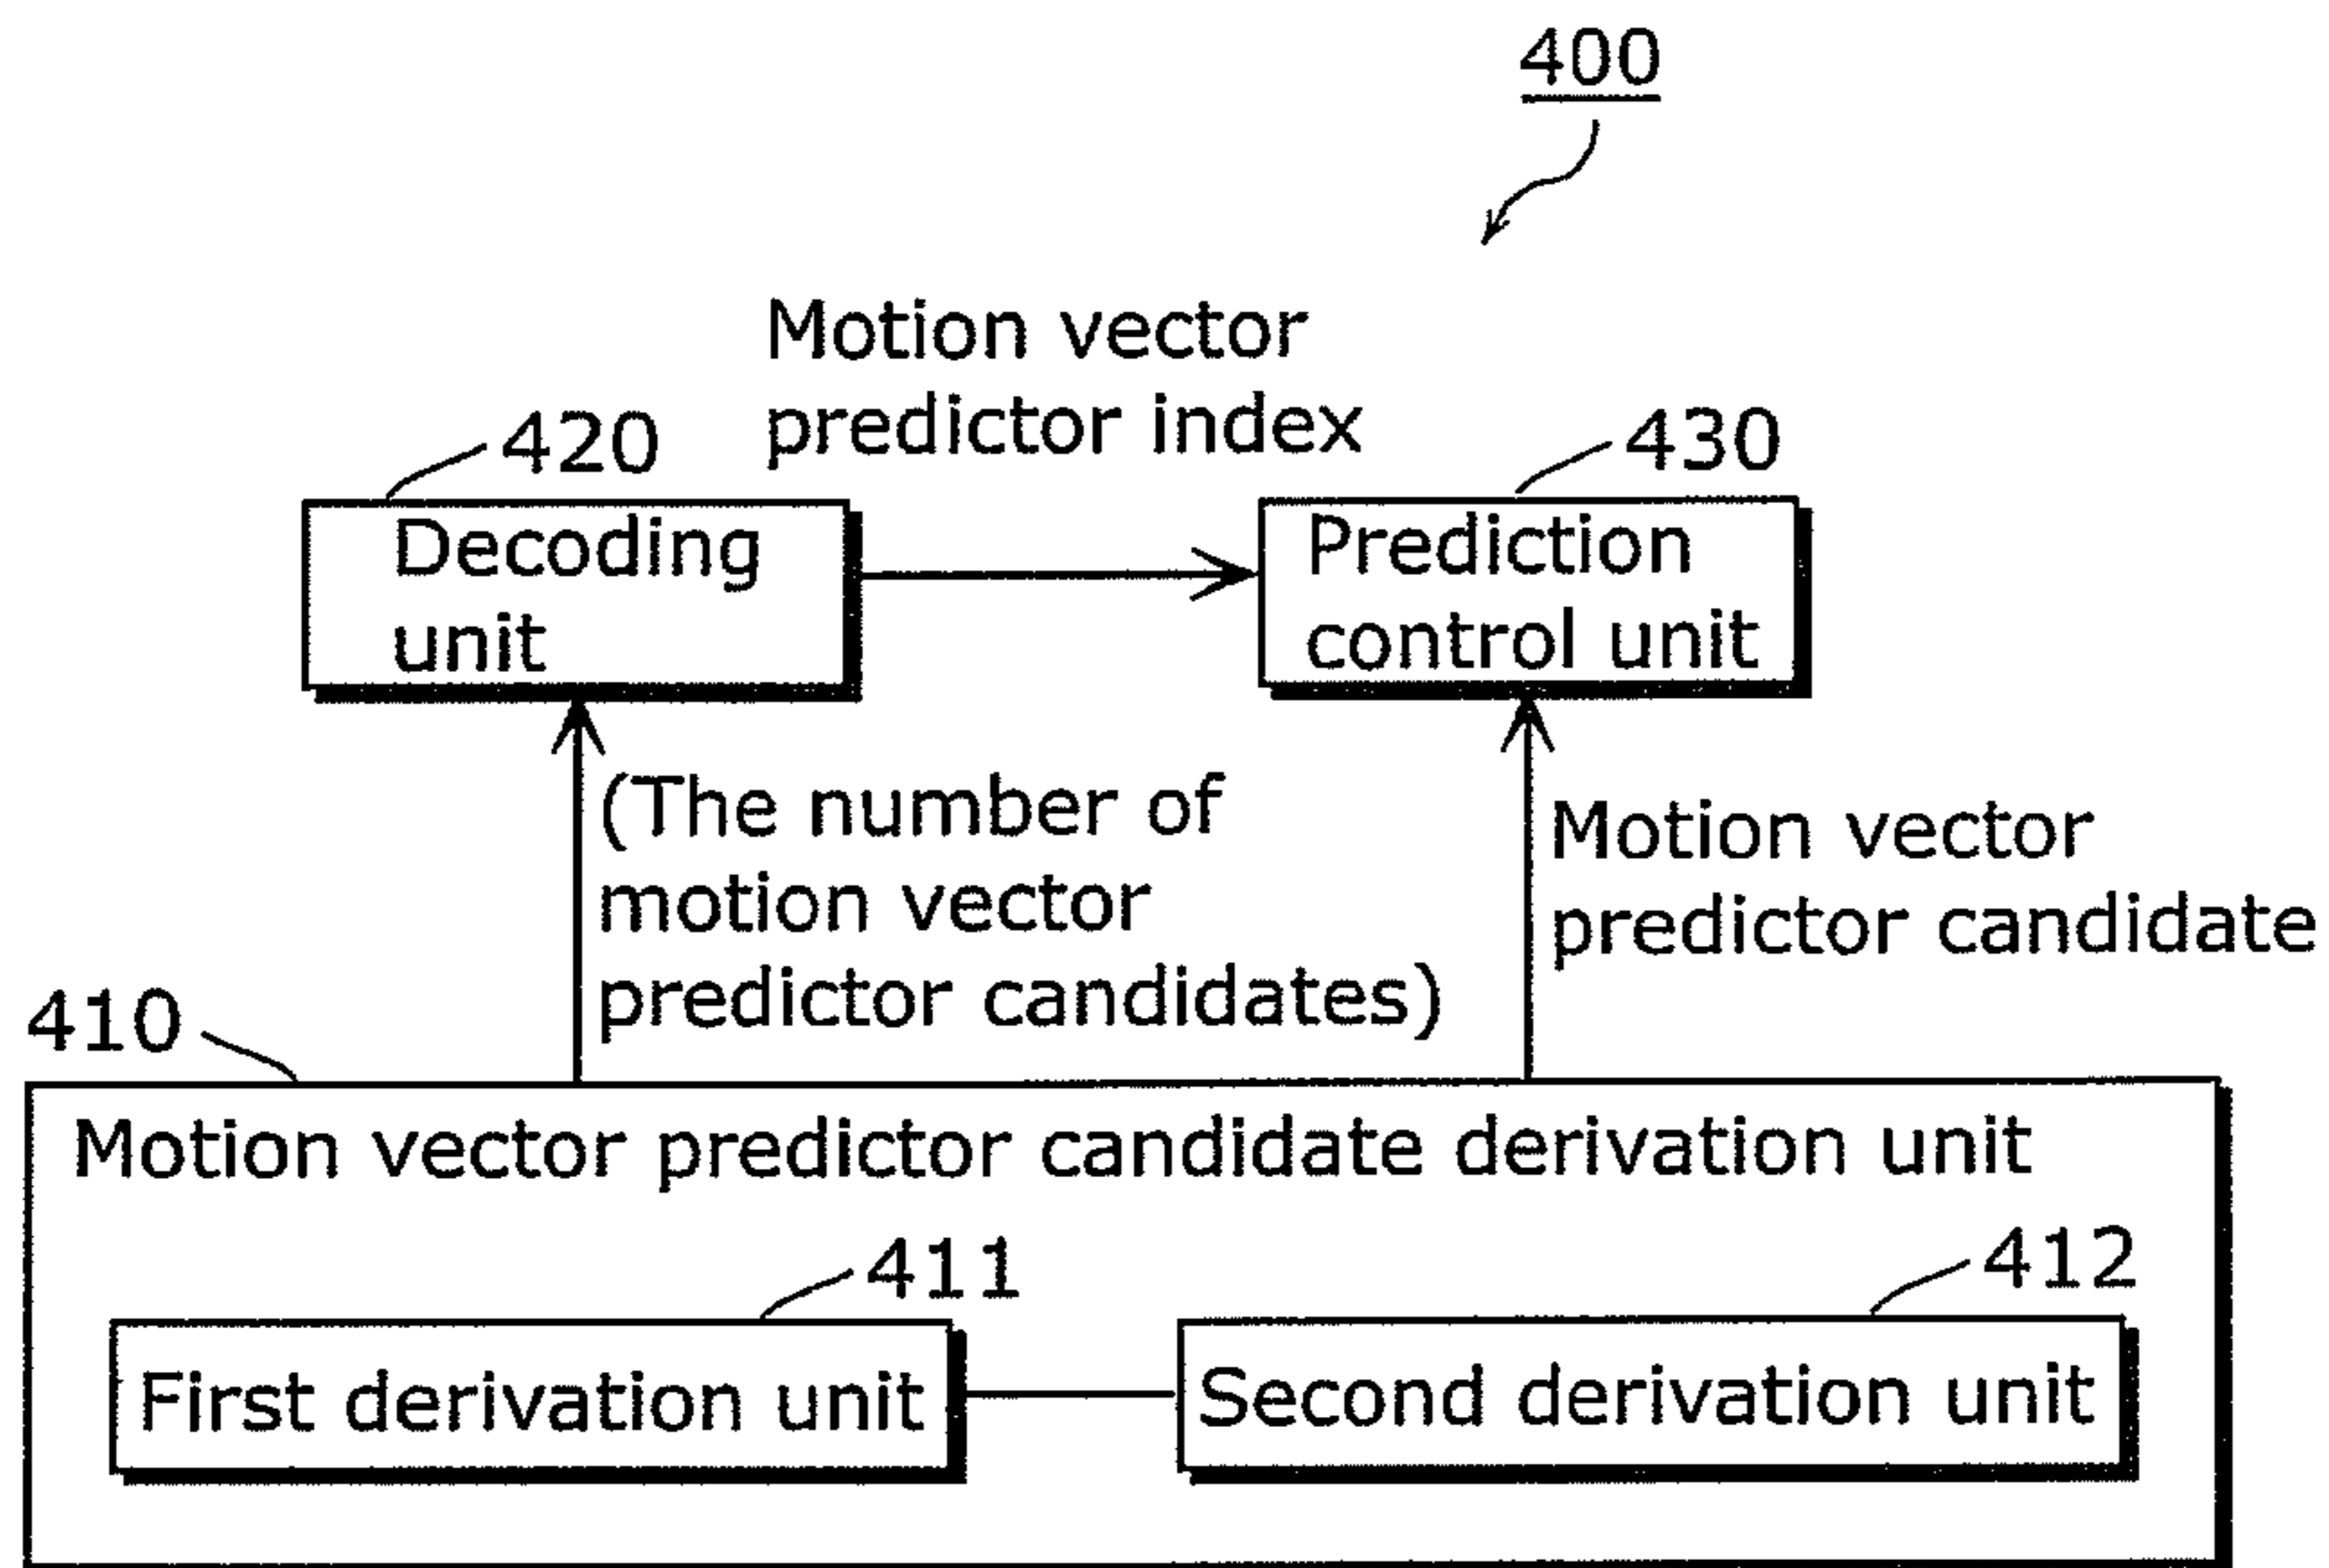 400
Motion vector
predictor index
420
430
Decoding
unit
Prediction
control unit
(The number of
motion vector
predictor candidates)
Motion vector
predictor candidate
410
Motion vector predictor candidate derivation unit
411
412
First derivation unit
Second derivation unit